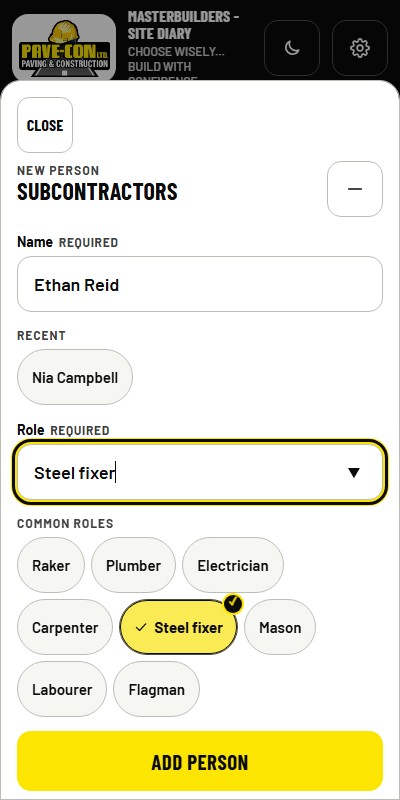 PAVE-CON LTD.
PAVING & CONSTRUCTION
MASTERBUILDERS -
SITE DIARY
CHOOSE WISELY...
BUILD WITH
CONFIDENCE
CLOSE
NEW PERSON
SUBCONTRACTORS
Name REQUIRED
Ethan Reid
RECENT
Nia Campbell
Role REQUIRED
Steel fixer
COMMON ROLES
Raker
Plumber
Electrician
Carpenter
Steel fixer
Mason
Labourer
Flagman
ADD PERSON